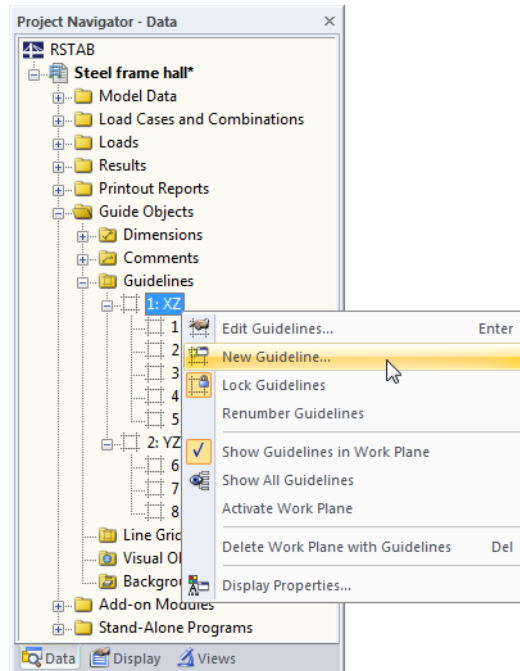 Project Navigator - Data
RSTAB
Steel frame hall*
Model Data
Load Cases and Combinations
Loads
Results
Printout Reports
Guide Objects
Dimensions
Comments
Guidelines
1: XZ
1
2
3
4
5
2: YZ
6
7
8
Line Grid
Visual Ob
Backgrou
Add-on Modules
Stand-Alone Programs
Edit Guidelines... Enter
New Guideline...
Lock Guidelines
Renumber Guidelines
Show Guidelines in Work Plane
Show All Guidelines
Activate Work Plane
Delete Work Plane with Guidelines Del
Display Properties...
Data Display Views